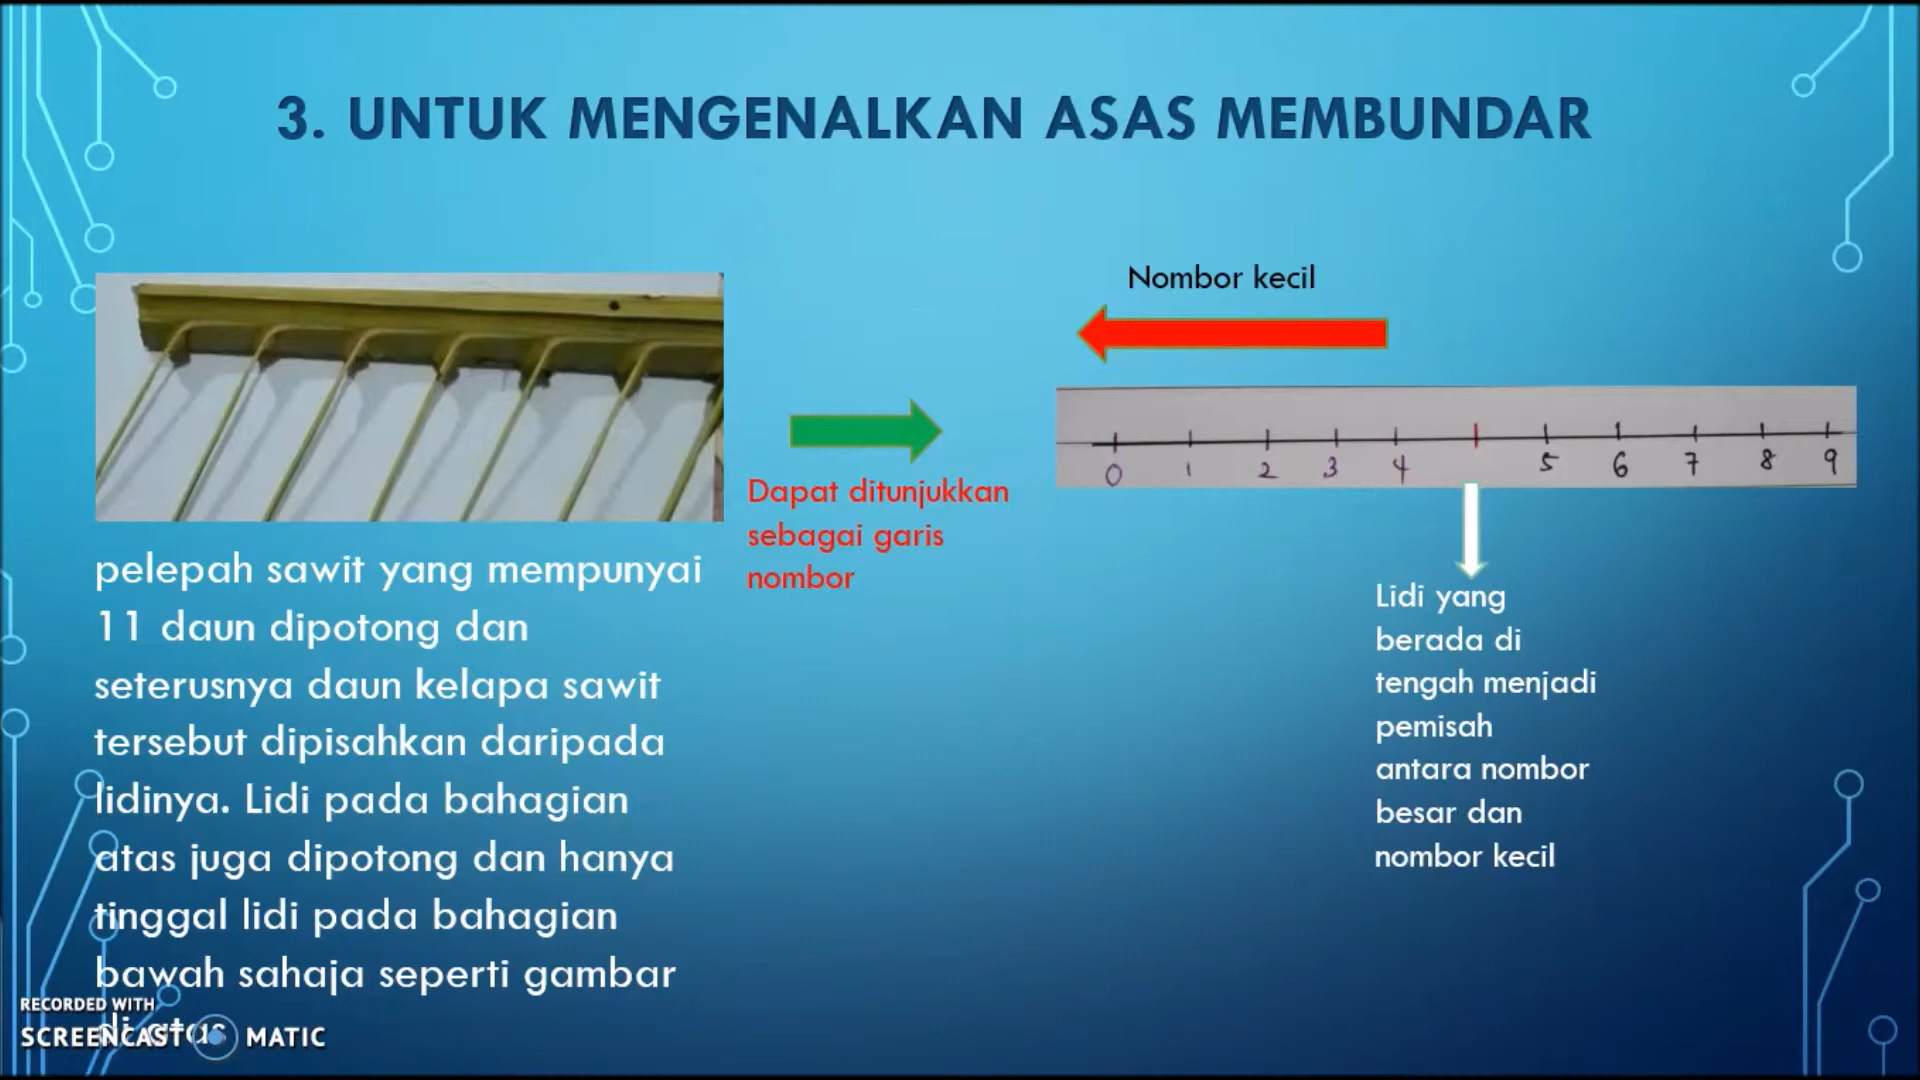 3. UNTUK MENGENALKAN ASAS MEMBUNDAR
pelepah sawit yang mempunyai
11 daun dipotong dan
seterusnya daun kelapa sawit
tersebut dipisahkan daripada
lidinya. Lidi pada bahagian
atas juga dipotong dan hanya
tinggal lidi pada bahagian
bawah sahaja seperti gambar
di atas
Dapat ditunjukkan
sebagai garis
nombor
Nombor kecil
0 1 2 3 4 5 6 7 8 9
Lidi yang
berada di
tengah menjadi
pemisah
antara nombor
besar dan
nombor kecil
RECORDED WITH
SCREENCAST MATIC